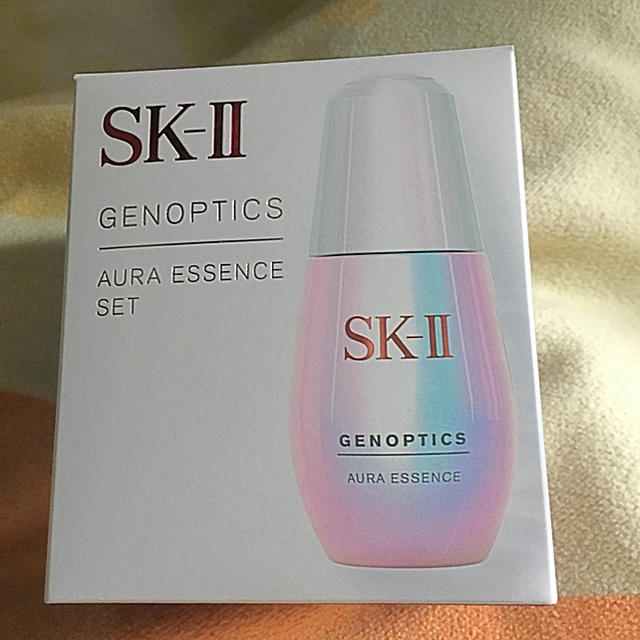 SK-II
GENOPTICS
AURA ESSENCE
SET
SK-II
GENOPTICS
AURA ESSENCE